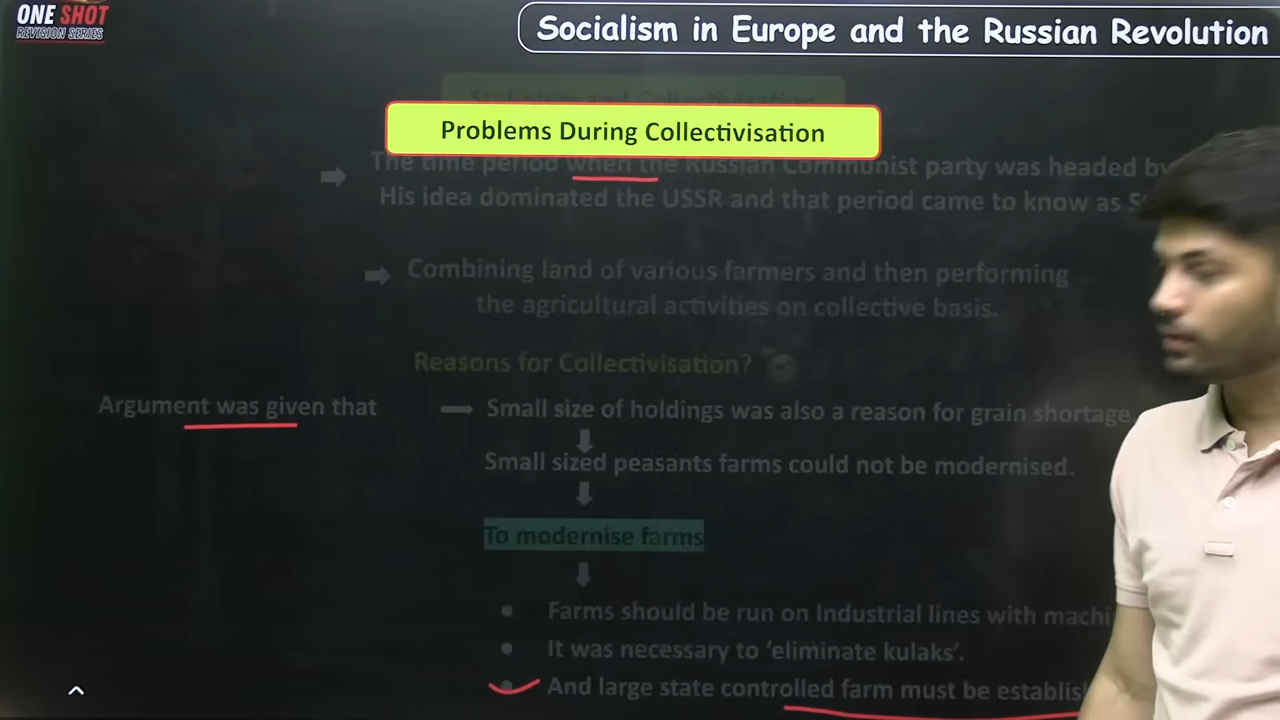 ONE SHOT
REVISION SERIES
Socialism in Europe and the Russian Revolution
Stalinism and Collectivisation
Problems During Collectivisation
The time period when the Russian Communist party was headed by
His idea dominated the USSR and that period came to know as S
Combining land of various farmers and then performing
the agricultural activities on collective basis.
Reasons for Collectivisation?
Argument was given that
Small size of holdings was also a reason for grain shortage.
Small sized peasants farms could not be modernised.
To modernise farms
Farms should be run on Industrial lines with machi
It was necessary to ‘eliminate kulaks’.
And large state controlled farm must be establis